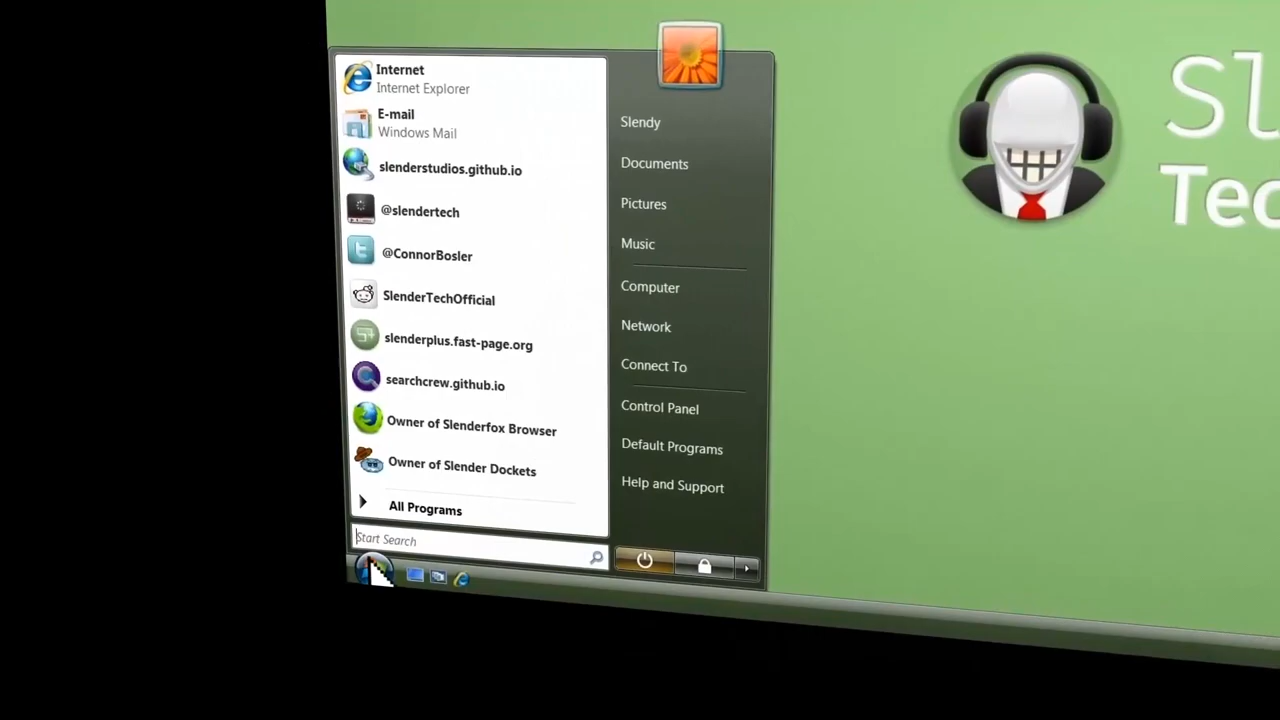 Internet
Internet Explorer
E-mail
Windows Mail
slenderstudios.github.io
@slendertech
@ConnorBosler
SlenderTechOfficial
slenderplus.fast-page.org
searchcrew.github.io
Owner of Slenderfox Browser
Owner of Slender Dockets
All Programs
Start Search
Slendy
Documents
Pictures
Music
Computer
Network
Connect To
Control Panel
Default Programs
Help and Support
Sl
Tec